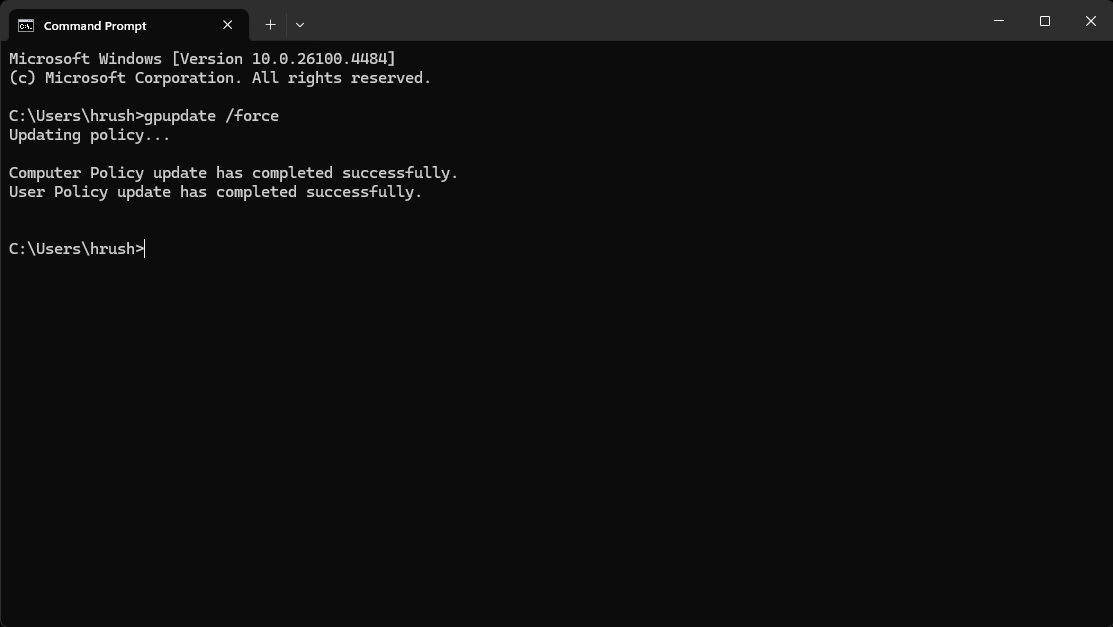 Command Prompt
Microsoft Windows [Version 10.0.26100.4484]
(c) Microsoft Corporation. All rights reserved.
C:\Users\hrush>gpupdate /force
Updating policy...
Computer Policy update has completed successfully.
User Policy update has completed successfully.
C:\Users\hrush>